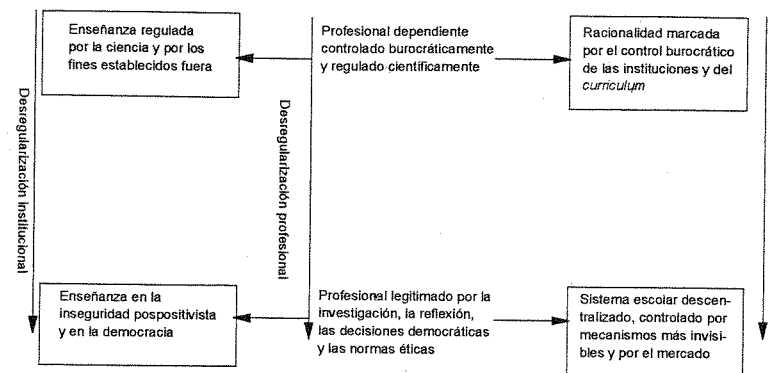 Enseñanza regulada
por la ciencia y por los
fines establecidos fuera
Profesional dependiente
controlado burocráticamente
y regulado científicamente
Racionalidad marcada
por el control burocrático
de las instituciones y del
curriculum
Desregularización institucional
Desregularización profesional
Enseñanza en la
inseguridad pospositivista
y en la democracia
Profesional legitimado por la
investigación, la reflexión,
las decisiones democráticas
y las normas éticas
Sistema escolar descen-
tralizado, controlado por
mecanismos más invisi-
bles y por el mercado